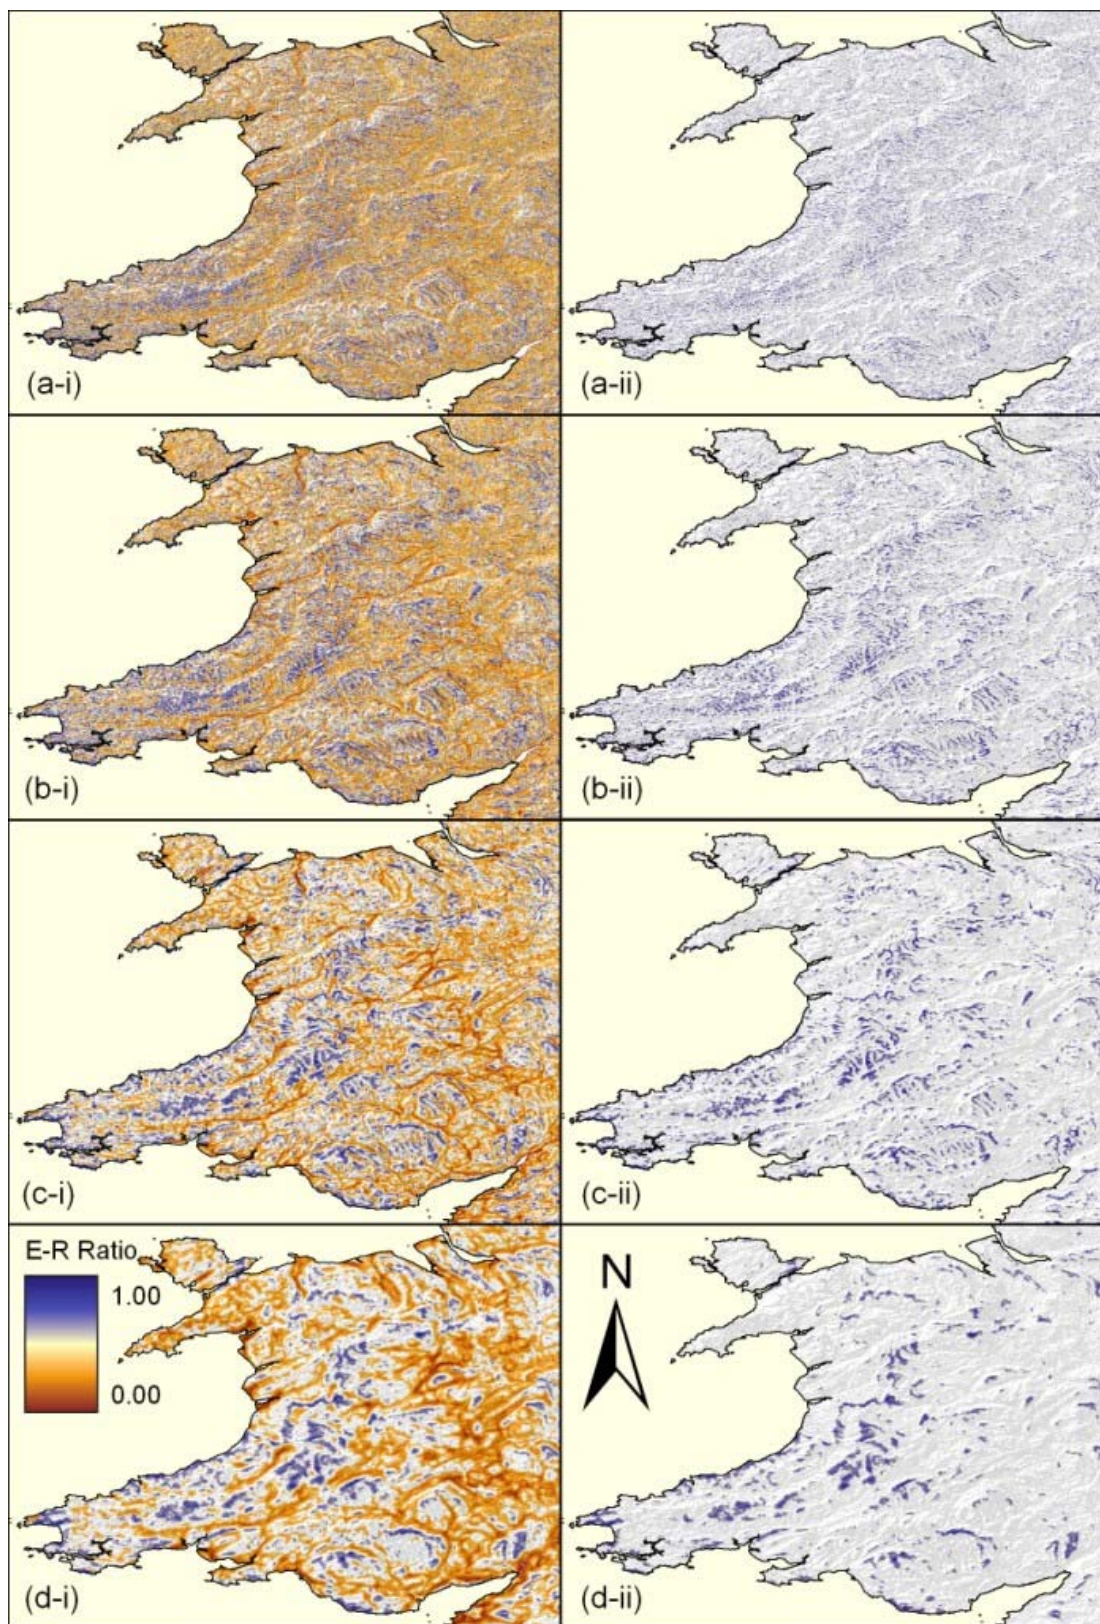 (a-i)
(a-ii)
(b-i)
(b-ii)
(c-i)
(c-ii)
E-R Ratio
1.00
0.00
N
(d-i)
(d-ii)